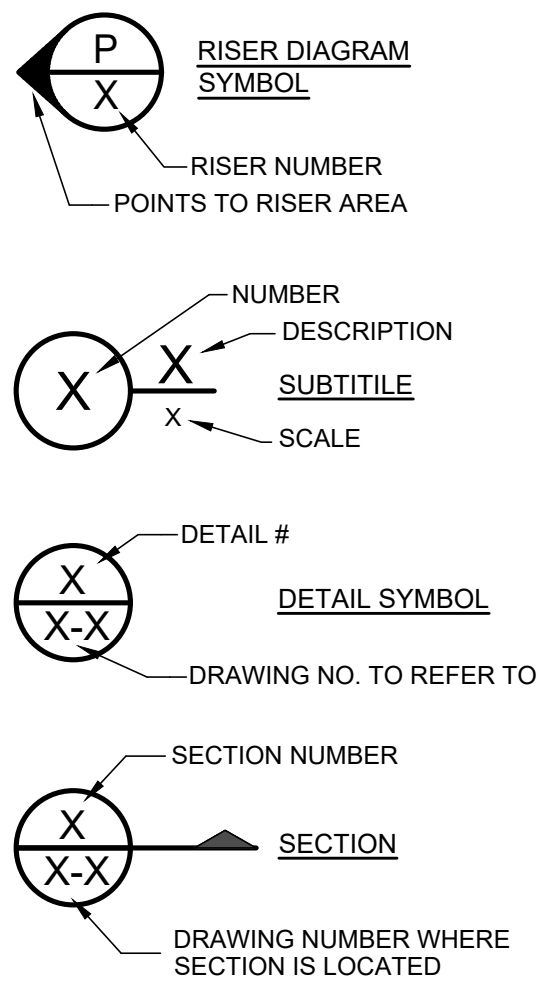 P
X
RISER DIAGRAM
SYMBOL
RISER NUMBER
POINTS TO RISER AREA
NUMBER
DESCRIPTION
X
X
SUBTITILE
X
SCALE
DETAIL #
X
X-X
DETAIL SYMBOL
DRAWING NO. TO REFER TO
SECTION NUMBER
X
X-X
SECTION
DRAWING NUMBER WHERE
SECTION IS LOCATED